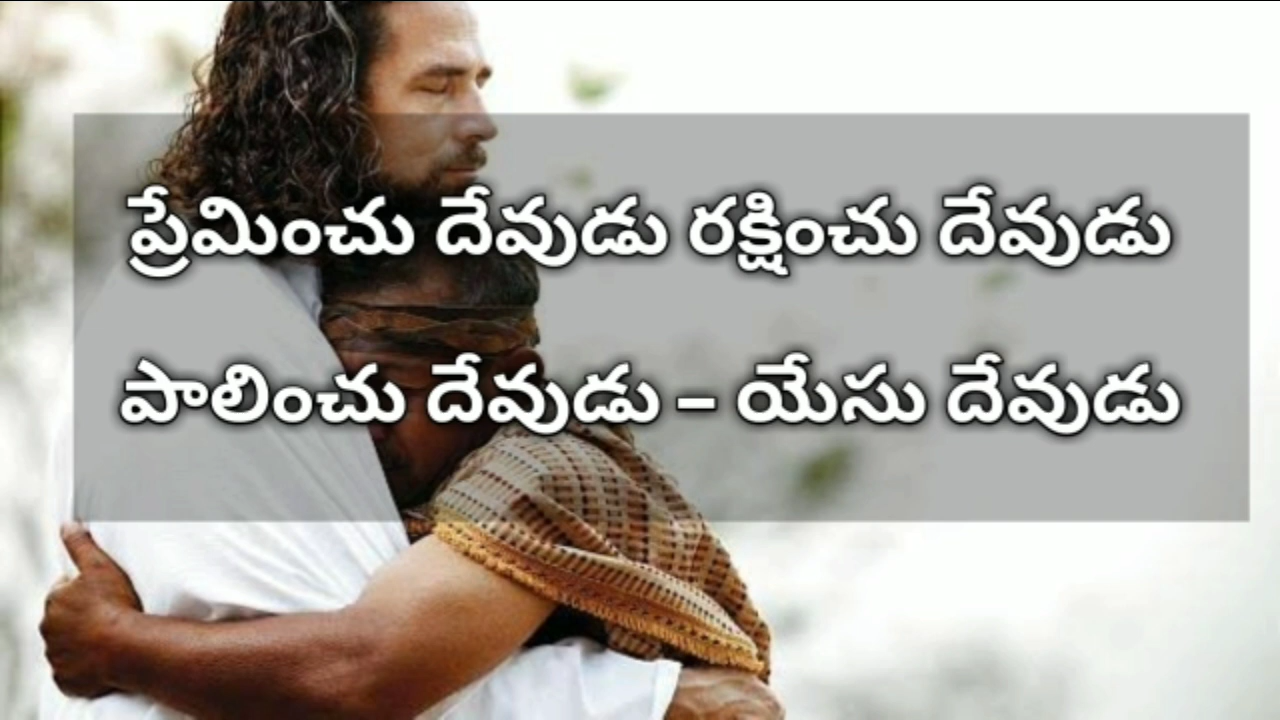 ప్రేమించు దేవుడు రక్షించు దేవుడు
పాలించు దేవుడు – యేసు దేవుడు